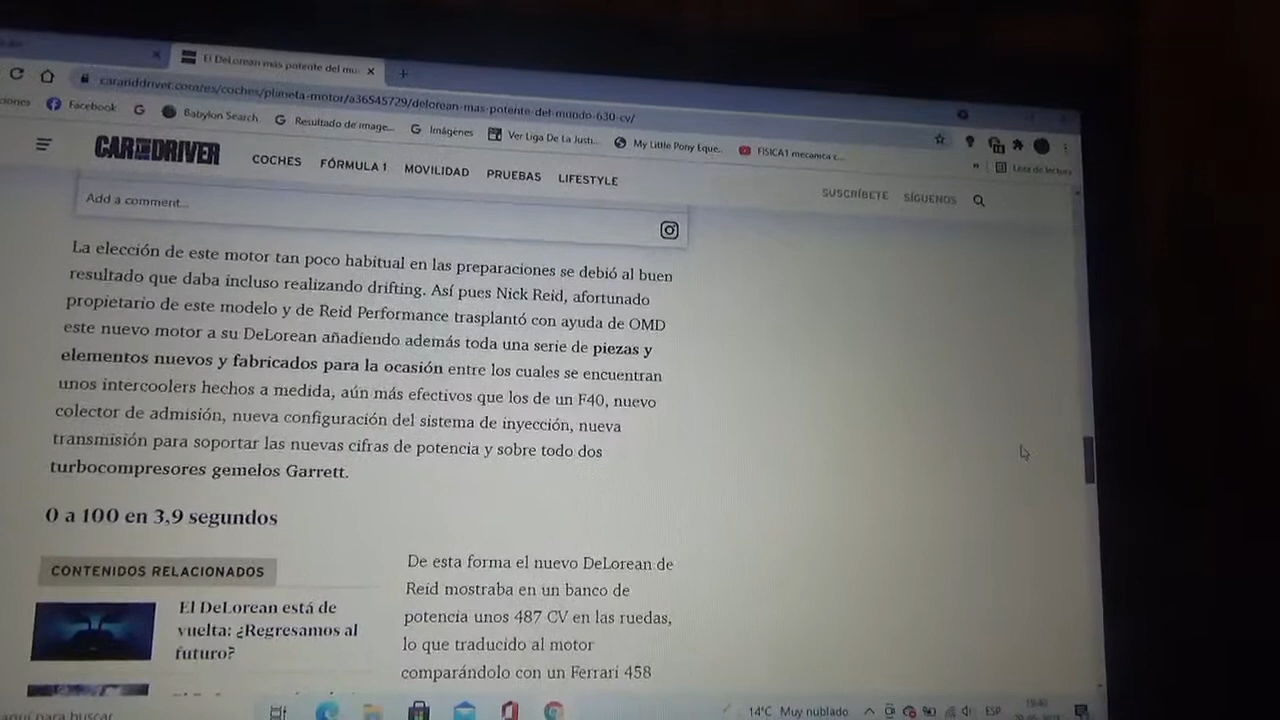 El DeLorean más potente del mu
caranddriver.com/es/coches/planeta-motor/a36545729/delorean-mas-potente-del-mundo-630-cv/
ciones
Facebook
Babylon Search
Resultado de image...
Imágenes
Ver Liga De La Justi...
My Little Pony Eque...
FISICA1 mecanica c...
»
Lista de lectura
CAR AND DRIVER
COCHES
FÓRMULA 1
MOVILIDAD
PRUEBAS
LIFESTYLE
SUSCRÍBETE
SÍGUENOS
Add a comment...
La elección de este motor tan poco habitual en las preparaciones se debió al buen
resultado que daba incluso realizando drifting. Así pues Nick Reid, afortunado
propietario de este modelo y de Reid Performance trasplantó con ayuda de OMD
este nuevo motor a su DeLorean añadiendo además toda una serie de piezas y
elementos nuevos y fabricados para la ocasión entre los cuales se encuentran
unos intercoolers hechos a medida, aún más efectivos que los de un F40, nuevo
colector de admisión, nueva configuración del sistema de inyección, nueva
transmisión para soportar las nuevas cifras de potencia y sobre todo dos
turbocompresores gemelos Garrett.
0 a 100 en 3,9 segundos
CONTENIDOS RELACIONADOS
El DeLorean está de
vuelta: ¿Regresamos al
futuro?
De esta forma el nuevo DeLorean de
Reid mostraba en un banco de
potencia unos 487 CV en las ruedas,
lo que traducido al motor
comparándolo con un Ferrari 458
aquí para buscar
14°C Muy nublado
ESP